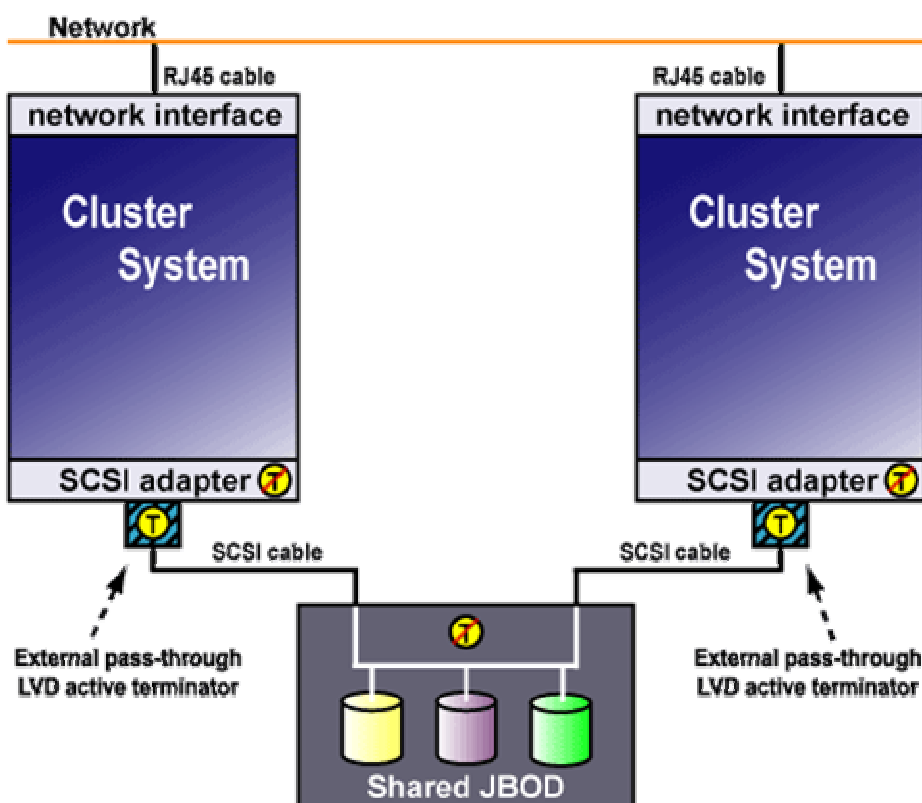 Network
RJ45 cable
RJ45 cable
network interface
network interface
Cluster
System
Cluster
System
SCSI adapter T
SCSI adapter T
T
T
SCSI cable
SCSI cable
T
External pass-through
LVD active terminator
External pass-through
LVD active terminator
Shared JBOD